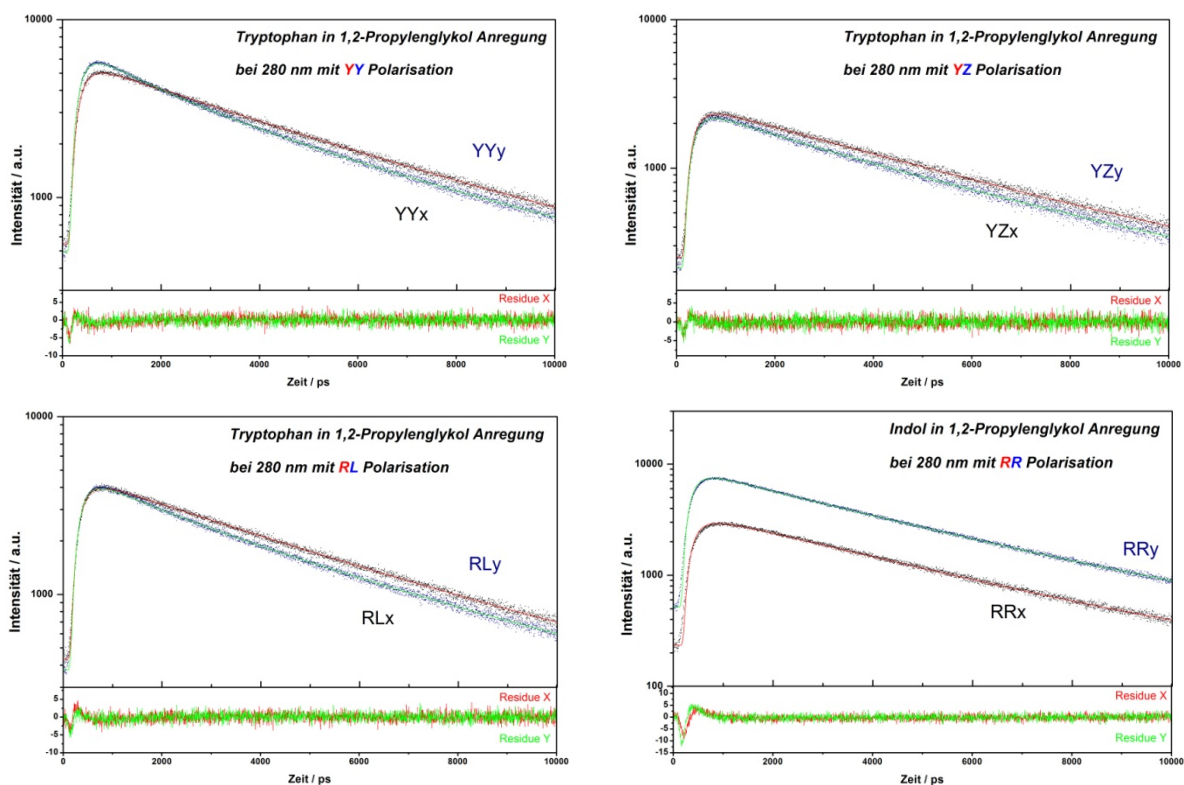 Tryptophan in 1,2-Propylenglykol Anregung
bei 280 nm mit YY Polarisation
10000
1000
Intensität / a.u.
YYy
YYx
Residue X
Residue Y
5
0
-5
-10
0 2000 4000 6000 8000 10000
Zeit / ps
Tryptophan in 1,2-Propylenglykol Anregung
bei 280 nm mit YZ Polarisation
10000
1000
Intensität / a.u.
YZy
YZx
Residue X
Residue Y
5
0
-5
0 2000 4000 6000 8000 10000
Zeit / ps
Tryptophan in 1,2-Propylenglykol Anregung
bei 280 nm mit RL Polarisation
10000
1000
Intensität / a.u.
RLy
RLx
Residue X
Residue Y
5
0
-5
-10
0 2000 4000 6000 8000 10000
Zeit / ps
Indol in 1,2-Propylenglykol Anregung
bei 280 nm mit RR Polarisation
10000
1000
100
Intensität / a.u.
RRy
RRx
Residue X
Residue Y
10
5
0
-5
-10
-15
0 2000 4000 6000 8000 10000
Zeit / ps